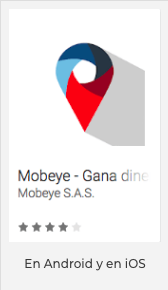 Mobeye - Gana dine
Mobeye S.A.S.
En Android y en iOS